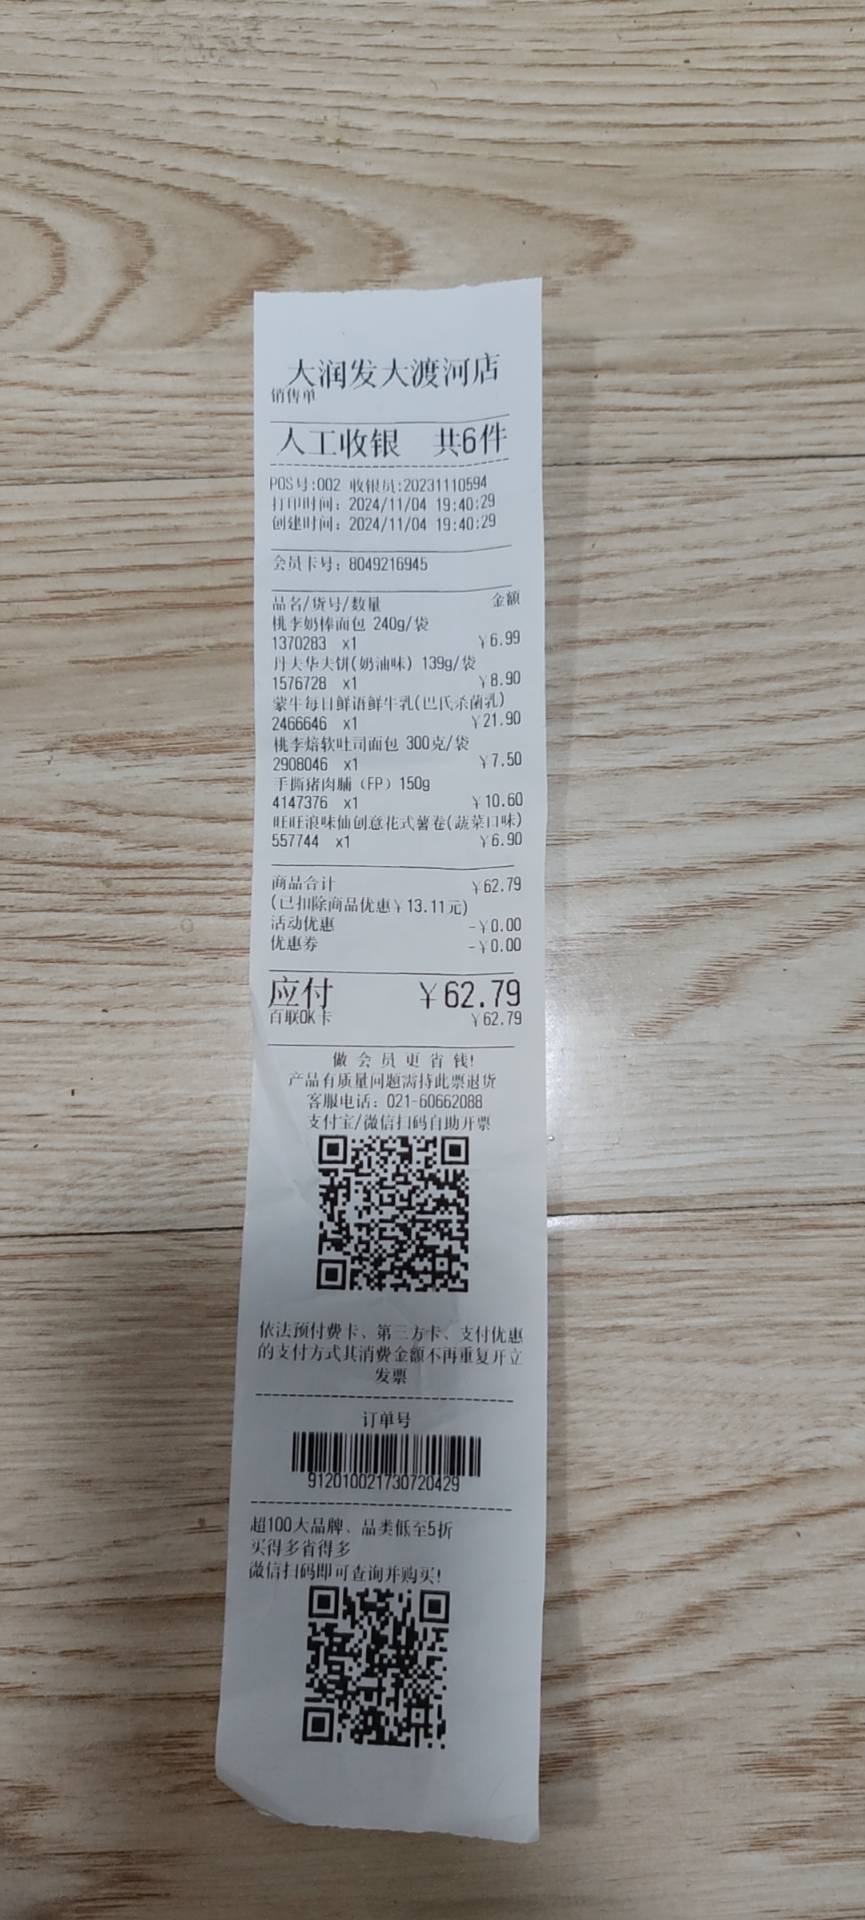 大润发大渡河店
销售单
人工收银 共6件
POS号:002 收银员:20231110594
打印时间: 2024/11/04 19:40:29
创建时间: 2024/11/04 19:40:29
会员卡号: 8049216945
品名/货号/数量 金额
桃李奶棒面包 240g/袋
1370283 x1 ¥6.99
丹夫华夫饼(奶油味) 139g/袋
1576728 x1 ¥8.90
蒙牛每日鲜语鲜牛乳(巴氏杀菌乳)
2466646 x1 ¥21.90
桃李焙软吐司面包 300克/袋
2908046 x1 ¥7.50
手撕猪肉脯（FP）150g
4147376 x1 ¥10.60
旺旺浪味仙创意花式薯卷(蔬菜口味)
557744 x1 ¥6.90
商品合计 ¥62.79
(已扣除商品优惠¥13.11元)
活动优惠 -¥0.00
优惠券 -¥0.00
应付 ¥62.79
百联OK卡 ¥62.79
做会员更省钱!
产品有质量问题需持此票退货
客服电话: 021-60662088
支付宝/微信扫码自助开票
依法预付费卡、第三方卡、支付优惠
的支付方式其消费金额不再重复开立
发票
订单号
912010021730720429
超100大品牌、品类低至5折
买得多省得多
微信扫码即可查询并购买!